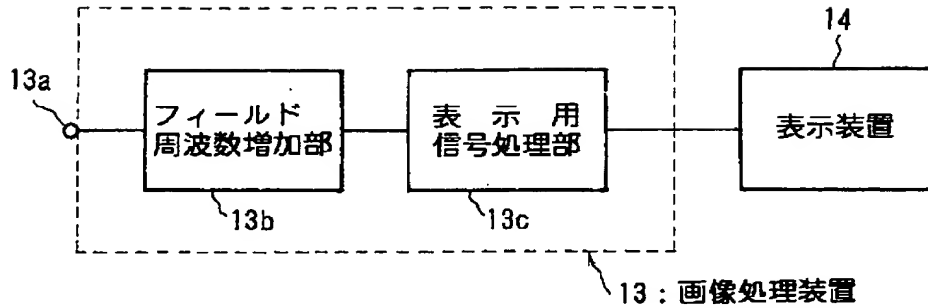 14
13a
フィールド
周波数増加部
表示用
信号処理部
表示装置
13b
13c
13:画像処理装置